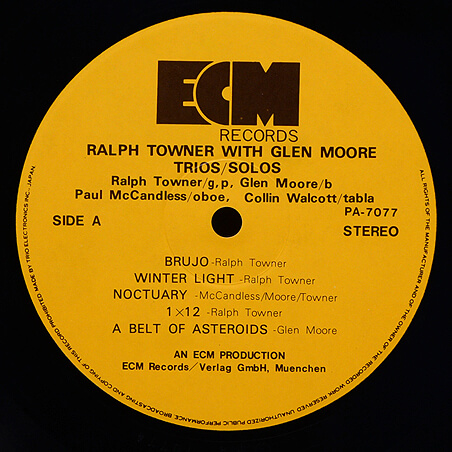 ECM
RECORDS
RALPH TOWNER WITH GLEN MOORE
TRIOS/SOLOS
Ralph Towner/g,p, Glen Moore/b
Paul McCandless/oboe, Collin Walcott/tabla
PA-7077
SIDE A
STEREO
BRUJO-Ralph Towner
WINTER LIGHT -Ralph Towner
NOCTUARY -McCandless/Moore/Towner
1×12 -Ralph Towner
A BELT OF ASTEROIDS -Glen Moore
AN ECM PRODUCTION
ECM Records/Verlag GmbH, Muenchen
ALL RIGHTS OF THE MANUFACTURER AND OF THE OWNER OF THE RECORDED WORK RESERVED UNAUTHORIZED PUBLIC PERFORMANCE BROADCASTING AND COPYING OF THIS RECORD PROHIBITED MADE BY TRIO ELECTRONICS INC. JAPAN.